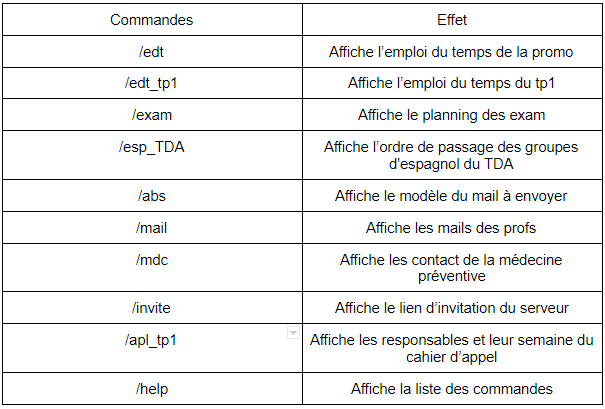 Commandes Effet
/edt Affiche l'emploi du temps de la promo
/edt_tp1 Affiche l'emploi du temps du tp1
/exam Affiche le planning des exam
/esp_TDA Affiche l'ordre de passage des groupes
d'espagnol du TDA
/abs Affiche le modèle du mail à envoyer
/mail Affiche les mails des profs
/mdc Affiche les contact de la médecine
préventive
/invite Affiche le lien d'invitation du serveur
/apl_tp1 Affiche les responsables et leur semaine du
cahier d'appel
/help Affiche la liste des commandes